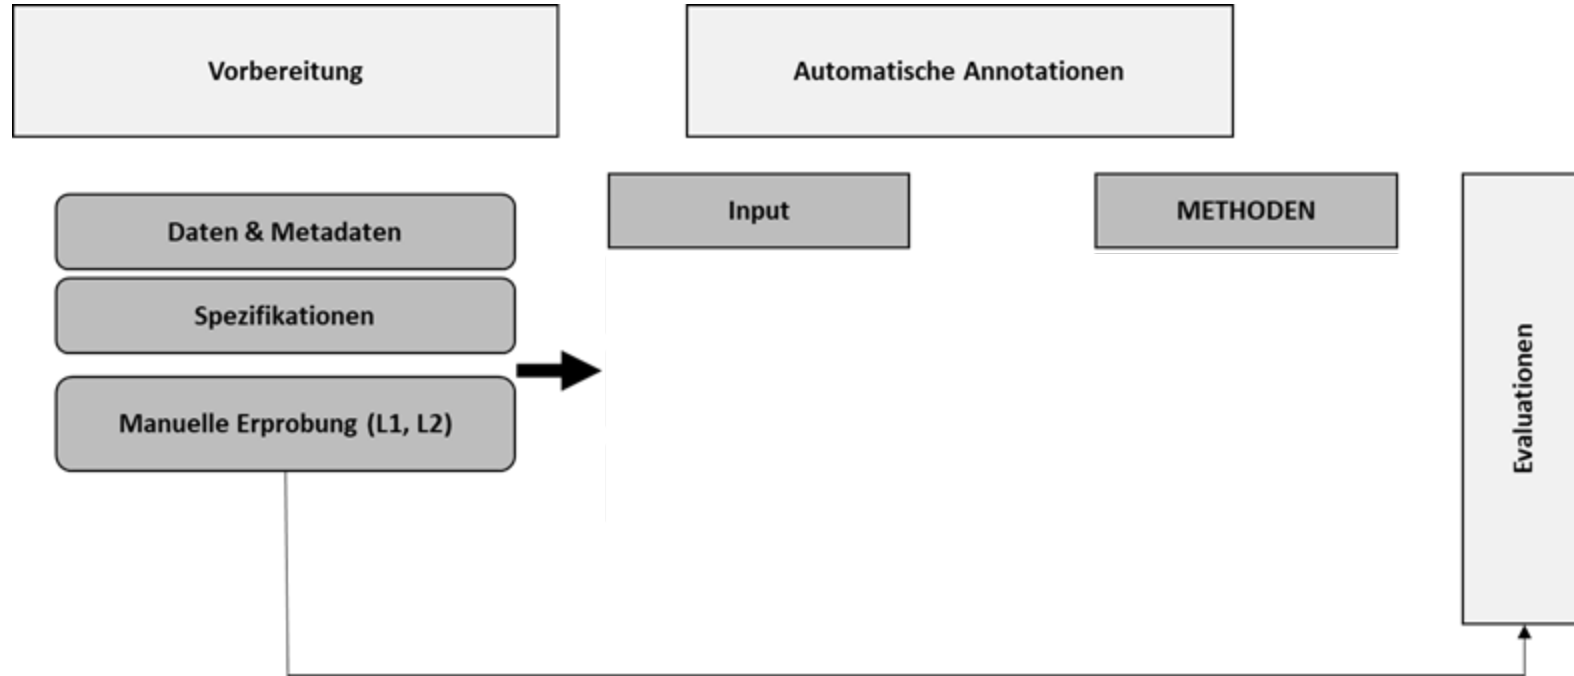 Vorbereitung
Automatische Annotationen
Daten & Metadaten
Spezifikationen
Manuelle Erprobung (L1, L2)
Input
METHODEN
Evaluationen